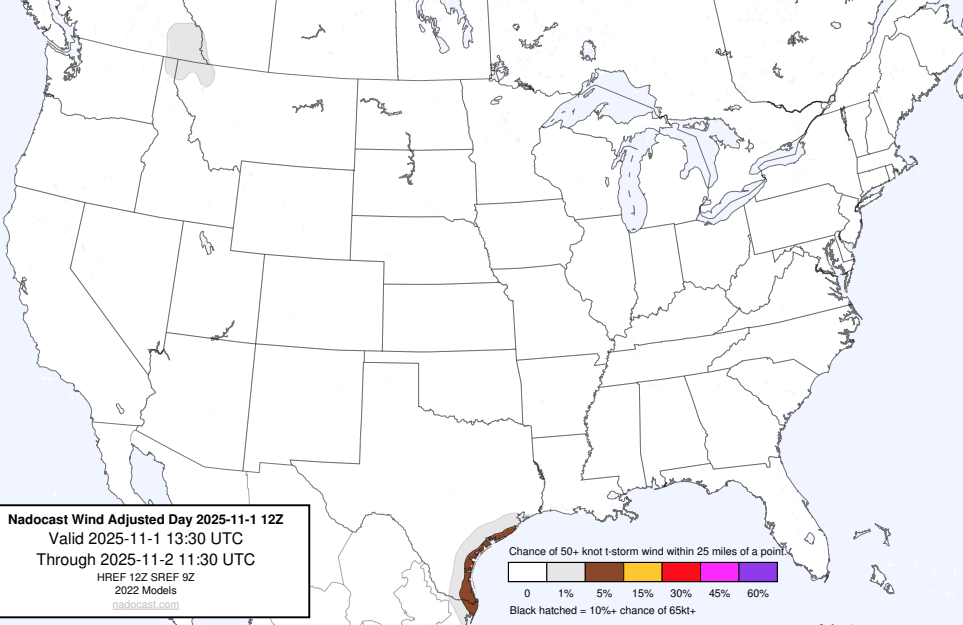 Nadocast Wind Adjusted Day 2025-11-1 12Z
Valid 2025-11-1 13:30 UTC
Through 2025-11-2 11:30 UTC
HREF 12Z SREF 9Z
2022 Models
nadocast.com
Chance of 50+ knot t-storm wind within 25 miles of a point.
0 1% 5% 15% 30% 45% 60%
Black hatched = 10%+ chance of 65kt+